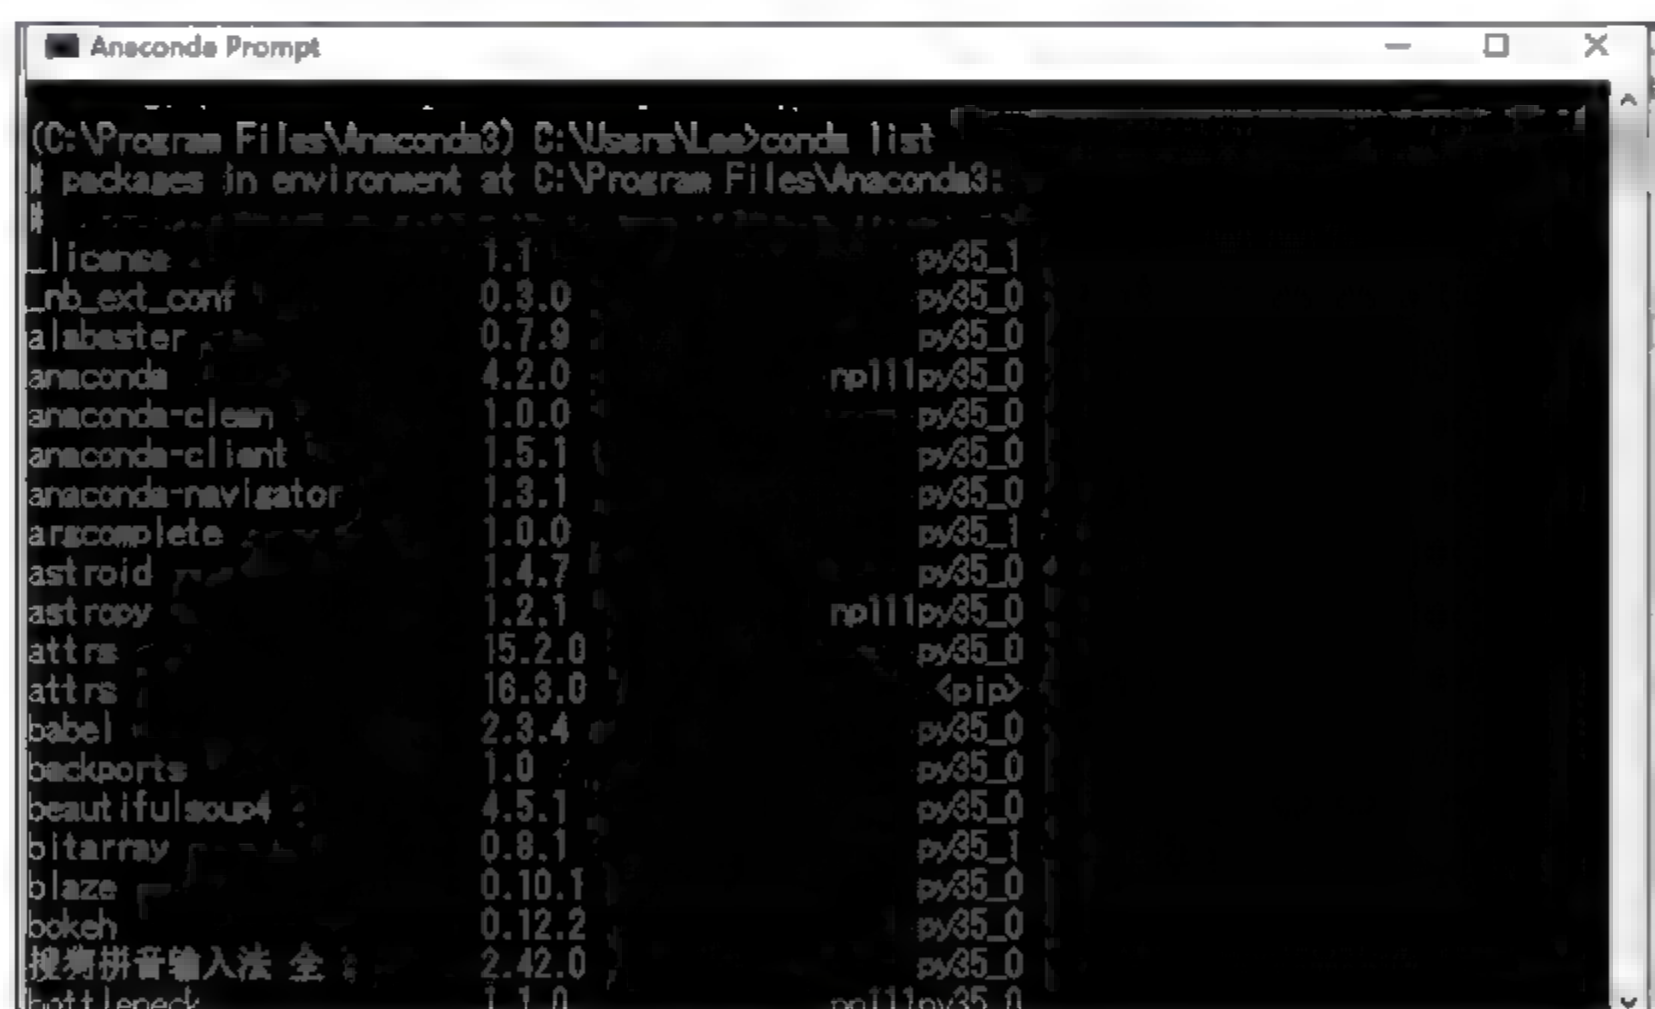 Anaconda Prompt
(C:\Program Files\Anaconda3) C:\Users\Lee>conda list
# packages in environment at C:\Program Files\Anaconda3:
#
_license 1.1 py35_1
_nb_ext_conf 0.3.0 py35_0
alabaster 0.7.9 py35_0
anaconda 4.2.0 np111py35_0
anaconda-clean 1.0.0 py35_0
anaconda-client 1.5.1 py35_0
anaconda-navigator 1.3.1 py35_0
argcomplete 1.0.0 py35_1
astroid 1.4.7 py35_0
astropy 1.2.1 np111py35_0
attrs 15.2.0 py35_0
attrs 16.3.0 <pip>
babel 2.3.4 py35_0
backports 1.0 py35_0
beautifulsoup4 4.5.1 py35_0
bitarray 0.8.1 py35_1
blaze 0.10.1 py35_0
bokeh 0.12.2 py35_0
搜狗拼音输入法 全 : 2.42.0 py35_0
bottleneck 1.1.0 np111py35_0